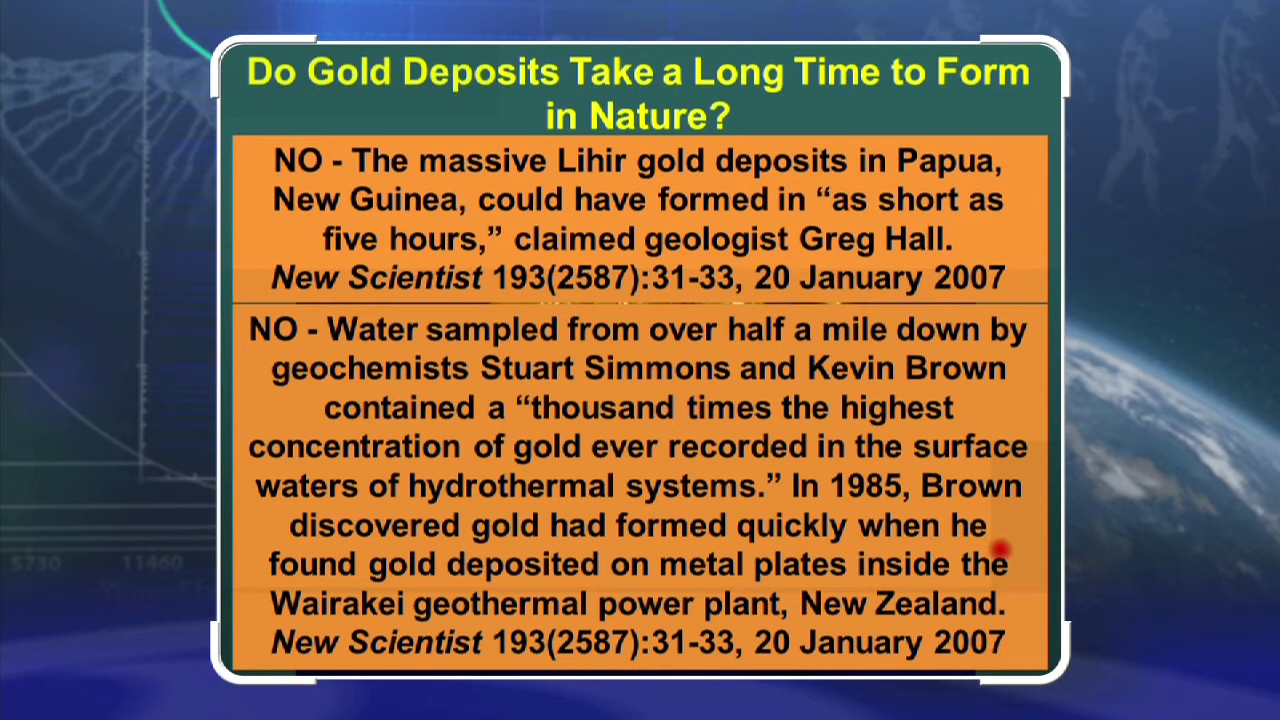 Do Gold Deposits Take a Long Time to Form
in Nature?
NO - The massive Lihir gold deposits in Papua,
New Guinea, could have formed in “as short as
five hours,” claimed geologist Greg Hall.
New Scientist 193(2587):31-33, 20 January 2007
NO - Water sampled from over half a mile down by
geochemists Stuart Simmons and Kevin Brown
contained a “thousand times the highest
concentration of gold ever recorded in the surface
waters of hydrothermal systems.” In 1985, Brown
discovered gold had formed quickly when he
found gold deposited on metal plates inside the
Wairakei geothermal power plant, New Zealand.
New Scientist 193(2587):31-33, 20 January 2007
5730 11460